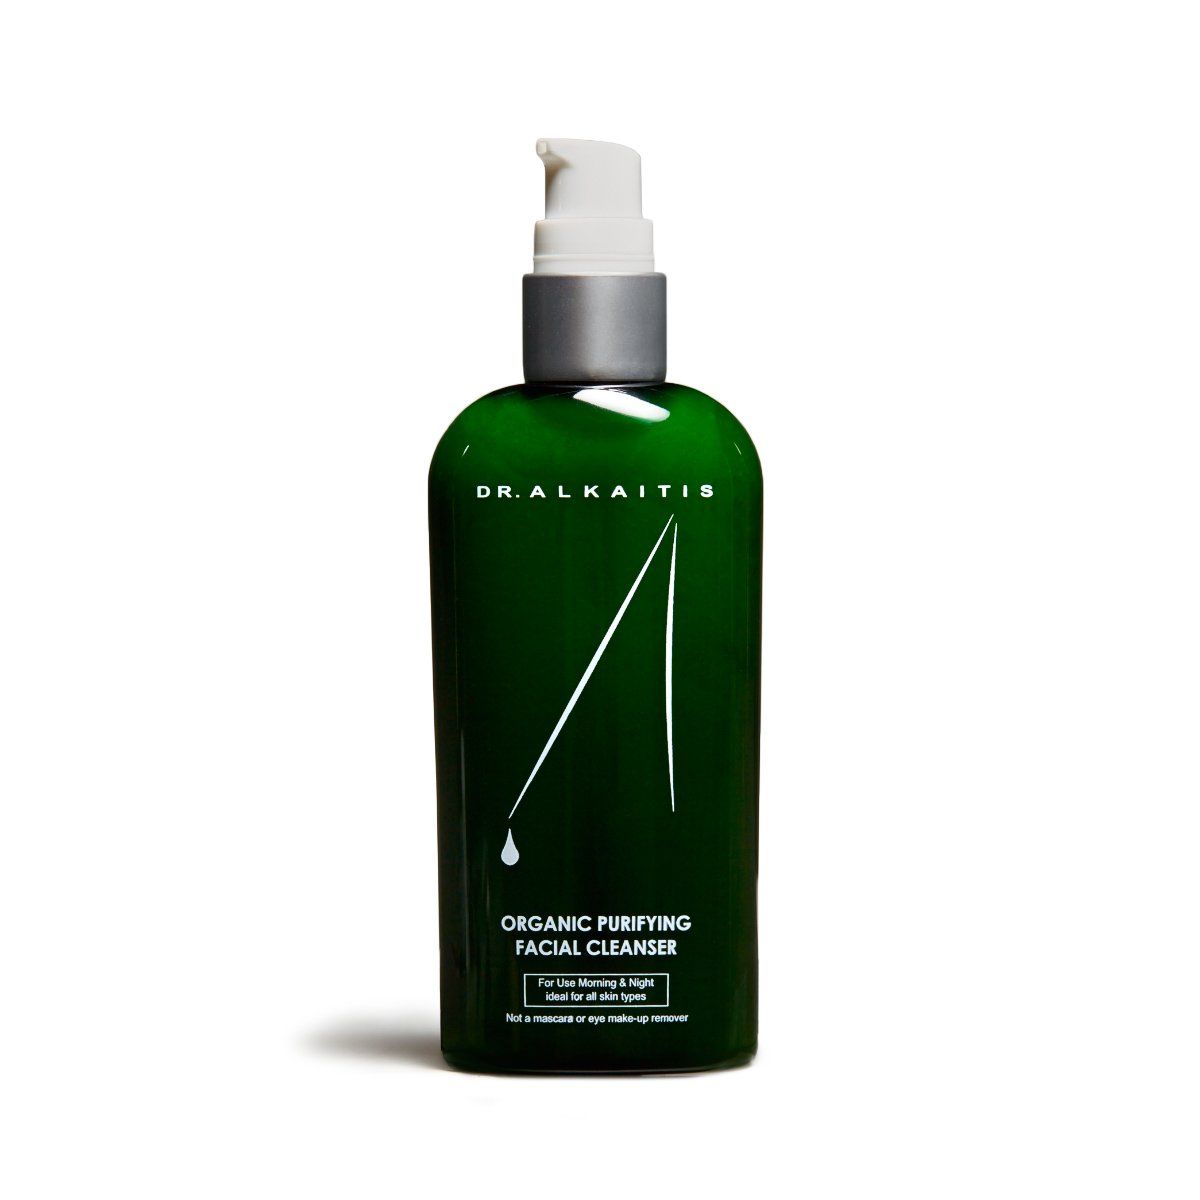 DR. ALKAITIS
ORGANIC PURIFYING
FACIAL CLEANSER
For Use Morning & Night
ideal for all skin types
Not a mascara or eye make-up remover